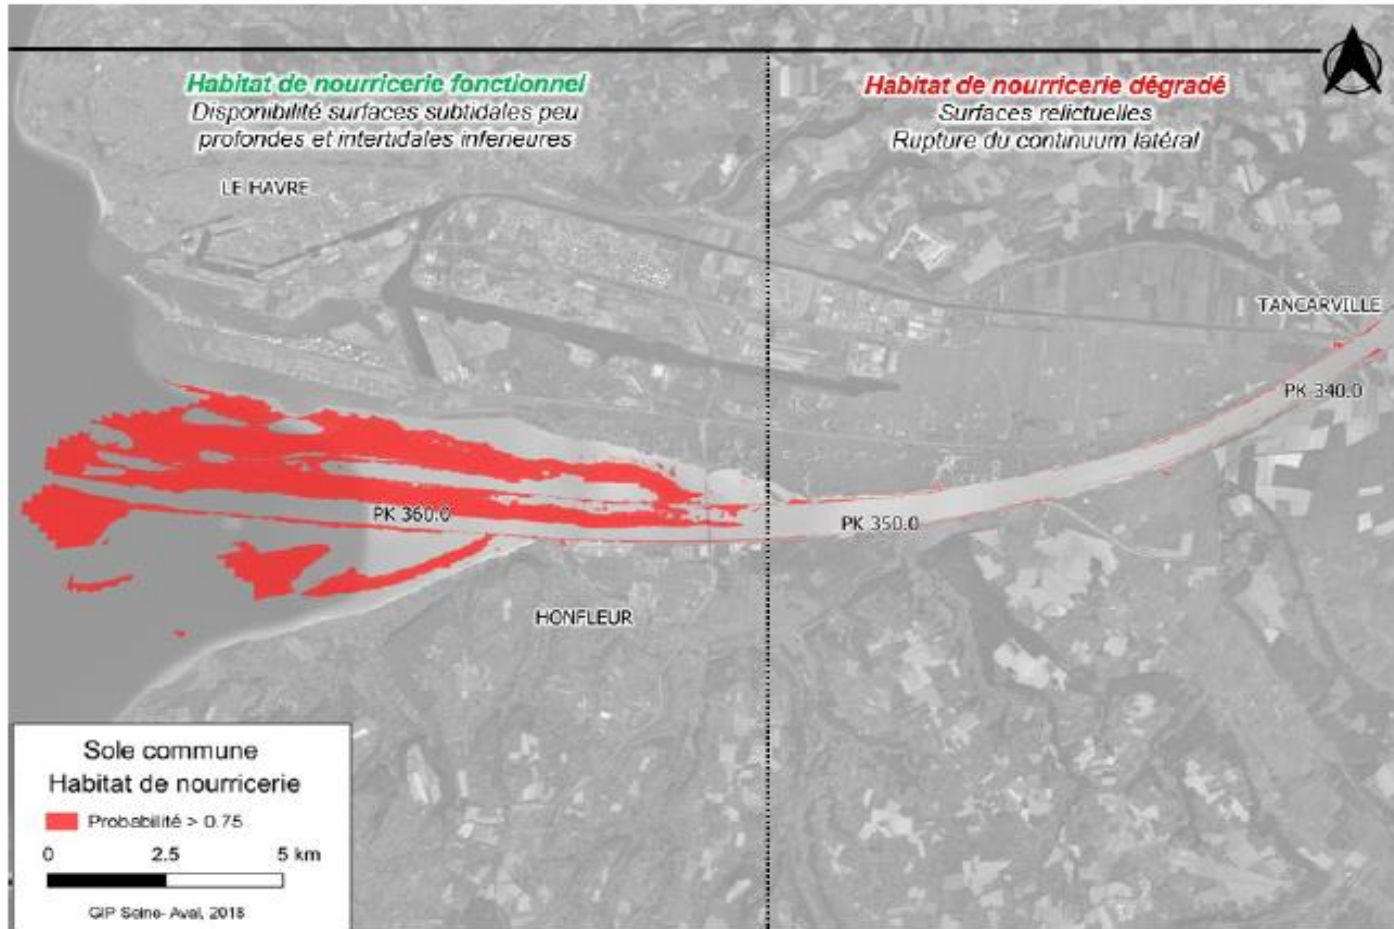 Habitat de nourricerie fonctionnel
Disponibilité surfaces subtidales peu
profondes et intertidales inferieures
Habitat de nourricerie dégradé
Surfaces relictuelles
Rupture du continuum latéral
LE HAVRE
TANCARVILLE
PK 340.0
PK 360.0
PK 350.0
HONFLEUR
Sole commune
Habitat de nourricerie
Probabilité > 0.75
0 2.5 5 km
GIP Seine-Aval, 2018